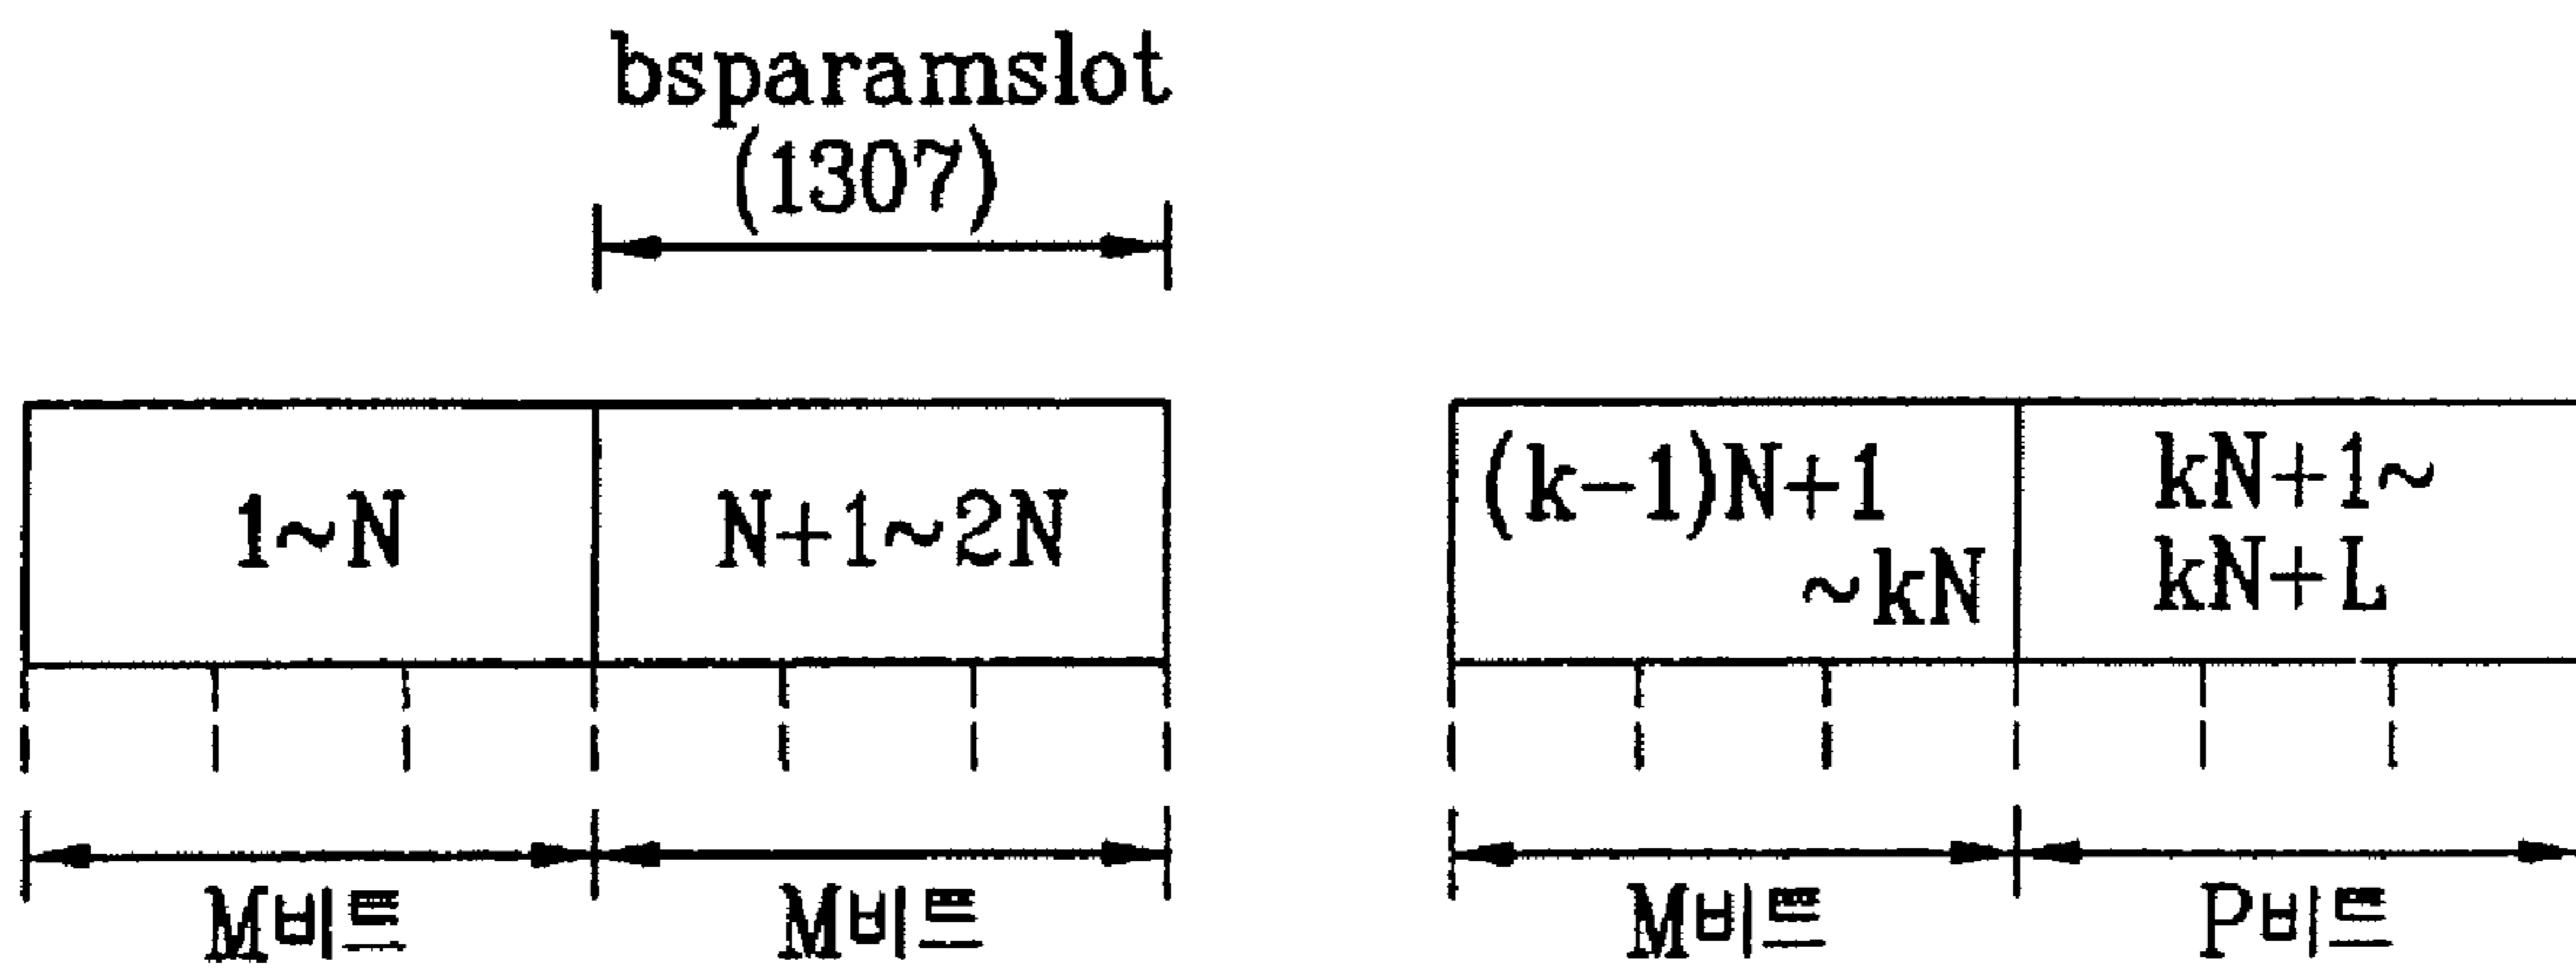 bsparamslot
(1307)
1~N
N+1~2N
(k-1)N+1
~kN
kN+1~
kN+L
M비트
M비트
M비트
P비트